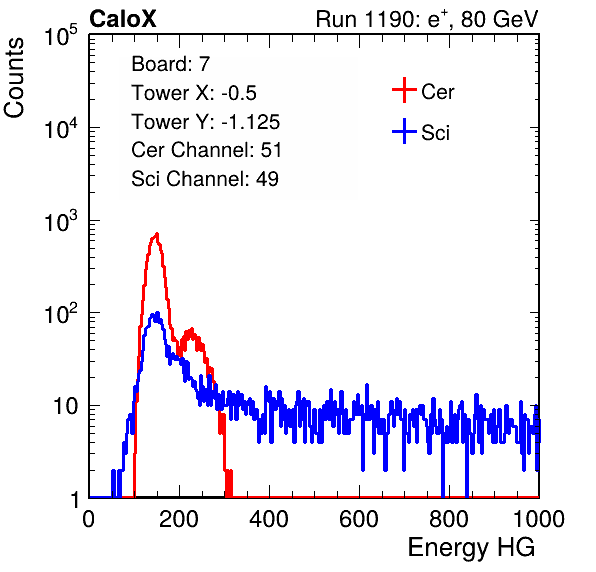 CaloX Run 1190: e⁺, 80 GeV
Counts
10⁵
10⁴
10³
10²
10
1
Board: 7
Tower X: -0.5
Tower Y: -1.125
Cer Channel: 51
Sci Channel: 49
Cer
Sci
0 200 400 600 800 1000
Energy HG